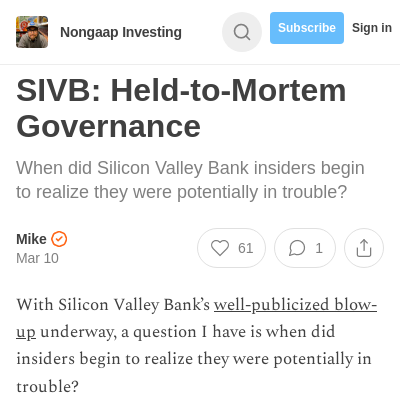 Nongaap Investing
Subscribe
Sign in
SIVB: Held-to-Mortem
Governance
When did Silicon Valley Bank insiders begin
to realize they were potentially in trouble?
Mike
61
1
Mar 10
With Silicon Valley Bank’s well-publicized blow-
up underway, a question I have is when did
insiders begin to realize they were potentially in
trouble?